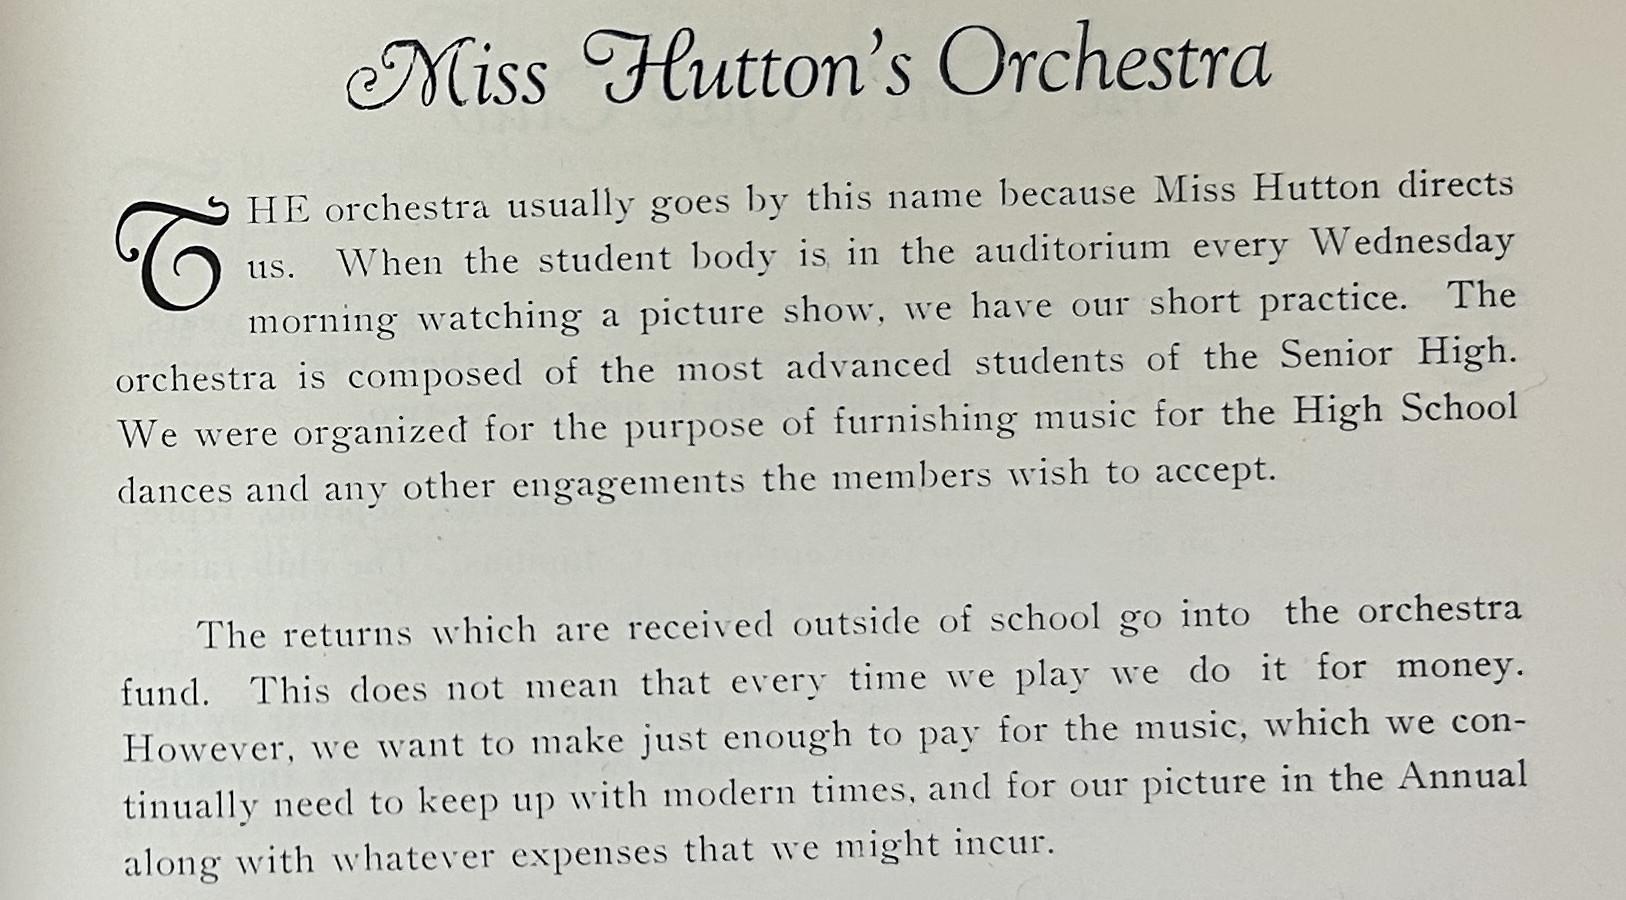 Miss Hutton's Orchestra
THE orchestra usually goes by this name because Miss Hutton directs
us. When the student body is in the auditorium every Wednesday
morning watching a picture show, we have our short practice. The
orchestra is composed of the most advanced students of the Senior High.
We were organized for the purpose of furnishing music for the High School
dances and any other engagements the members wish to accept.
The returns which are received outside of school go into the orchestra
fund. This does not mean that every time we play we do it for money.
However, we want to make just enough to pay for the music, which we con-
tinually need to keep up with modern times, and for our picture in the Annual
along with whatever expenses that we might incur.